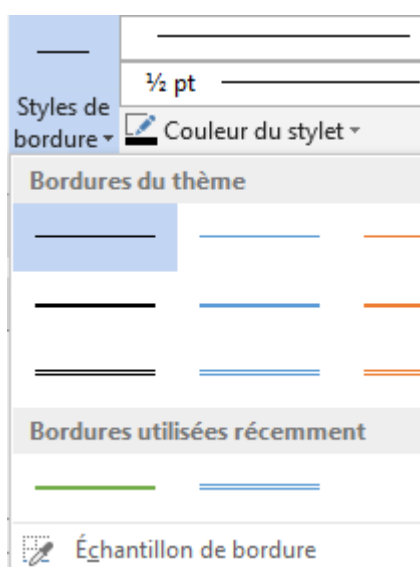 ½ pt
Styles de
bordure
Couleur du stylet
Bordures du thème
Bordures utilisées récemment
Échantillon de bordure